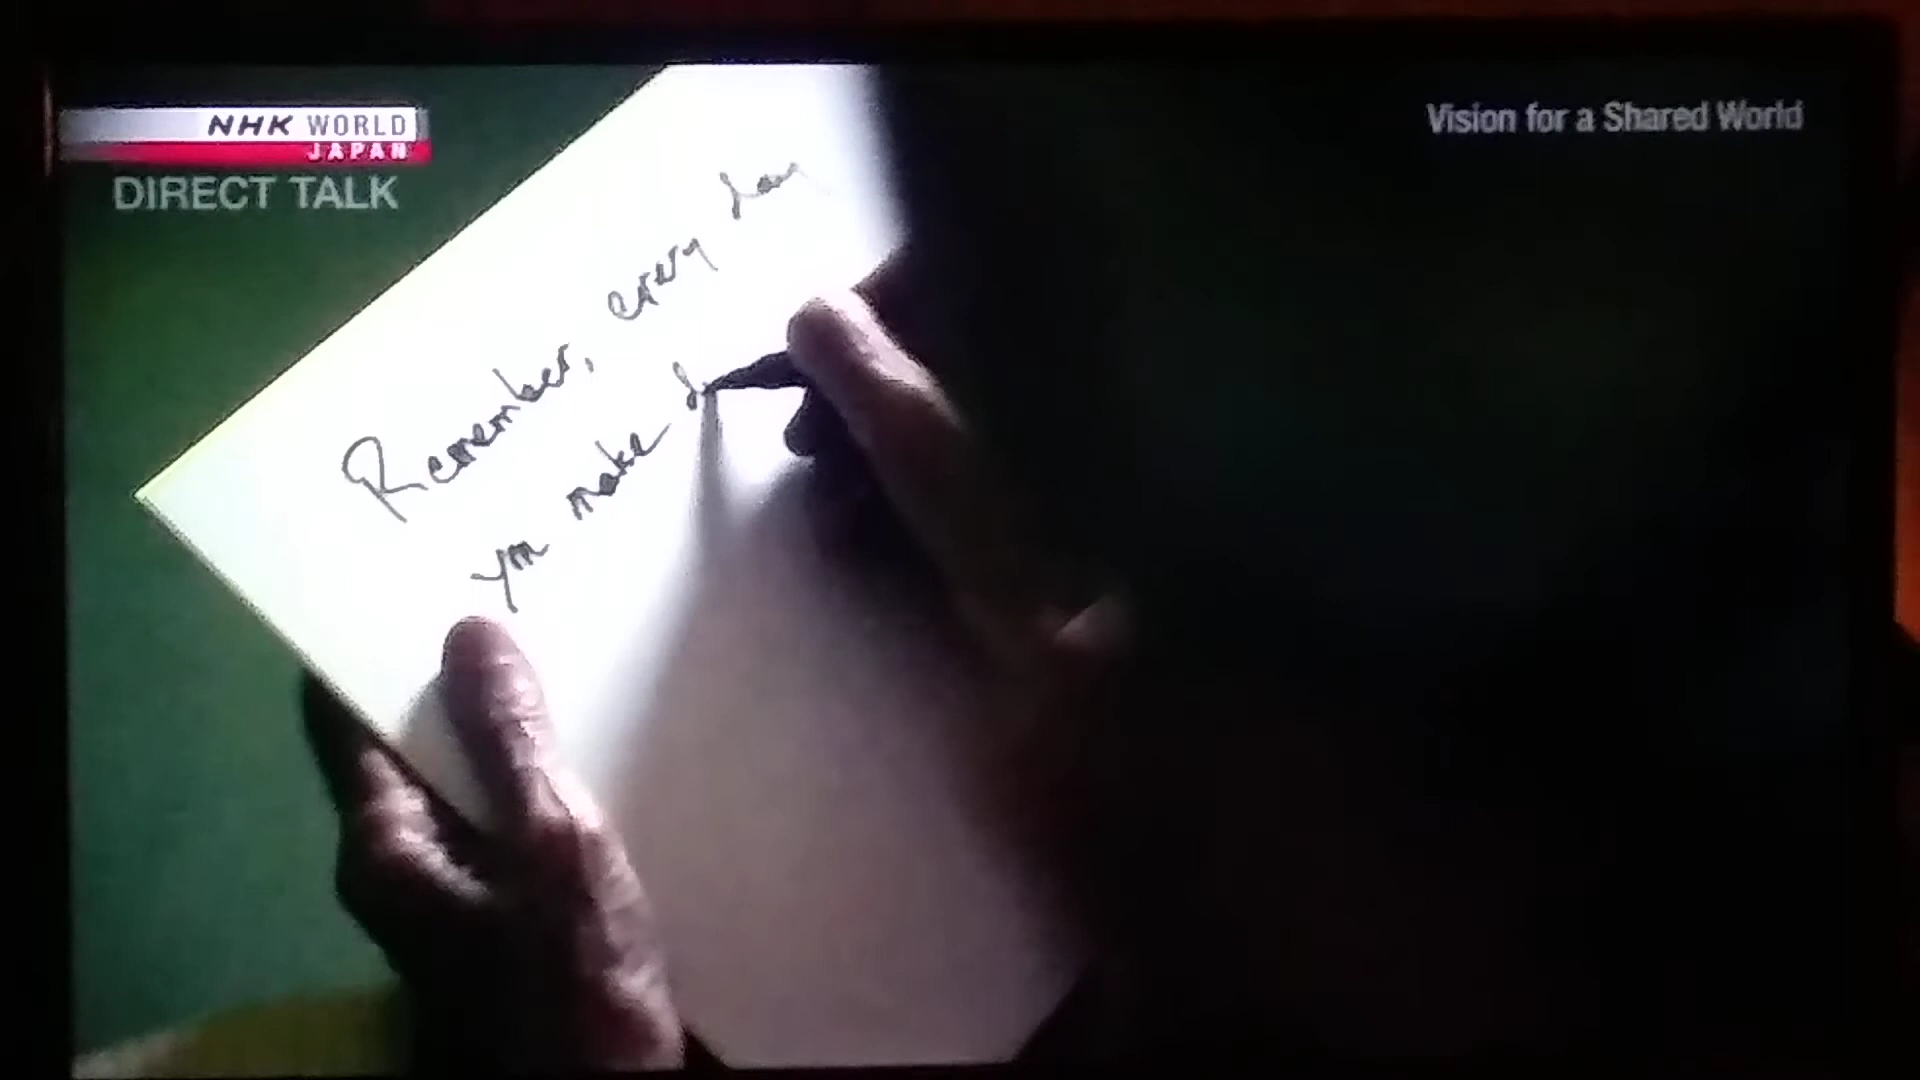 NHK WORLD
JAPAN
DIRECT TALK
Vision for a Shared World
Remember, every day
you make